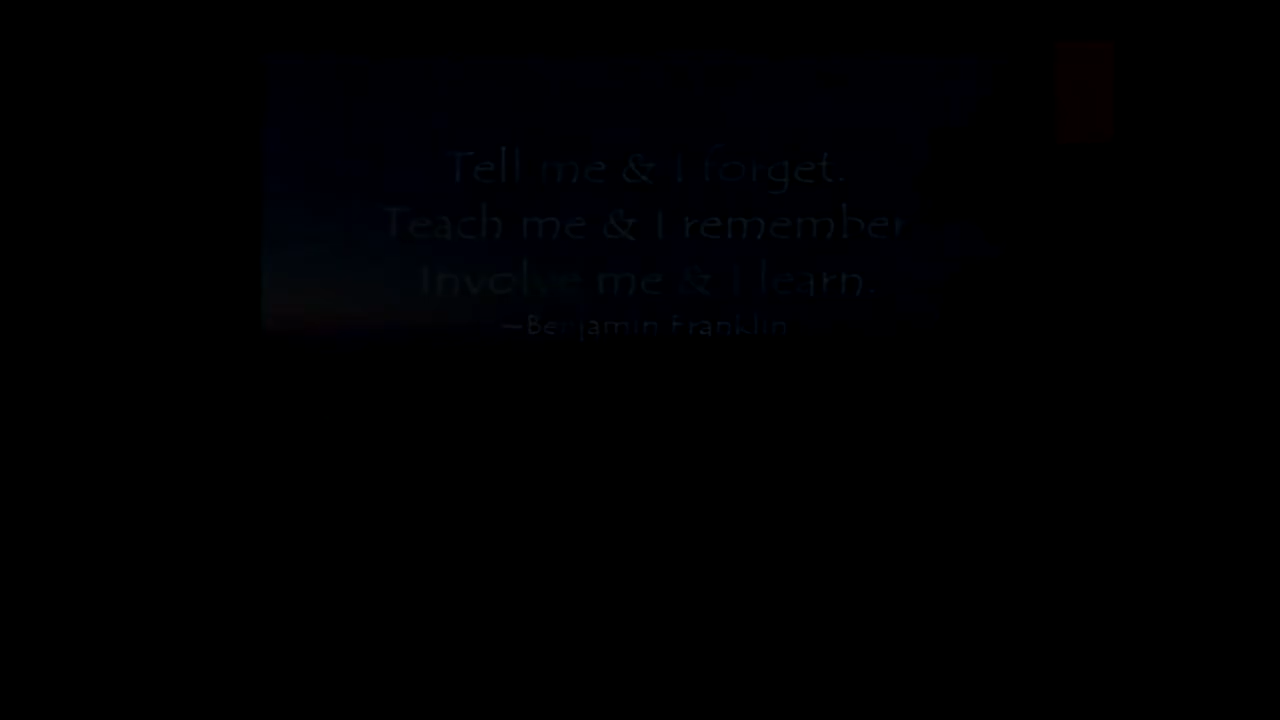 Tell me & I forget.
Teach me & I remember
Involve me & I learn.
—Benjamin Franklin